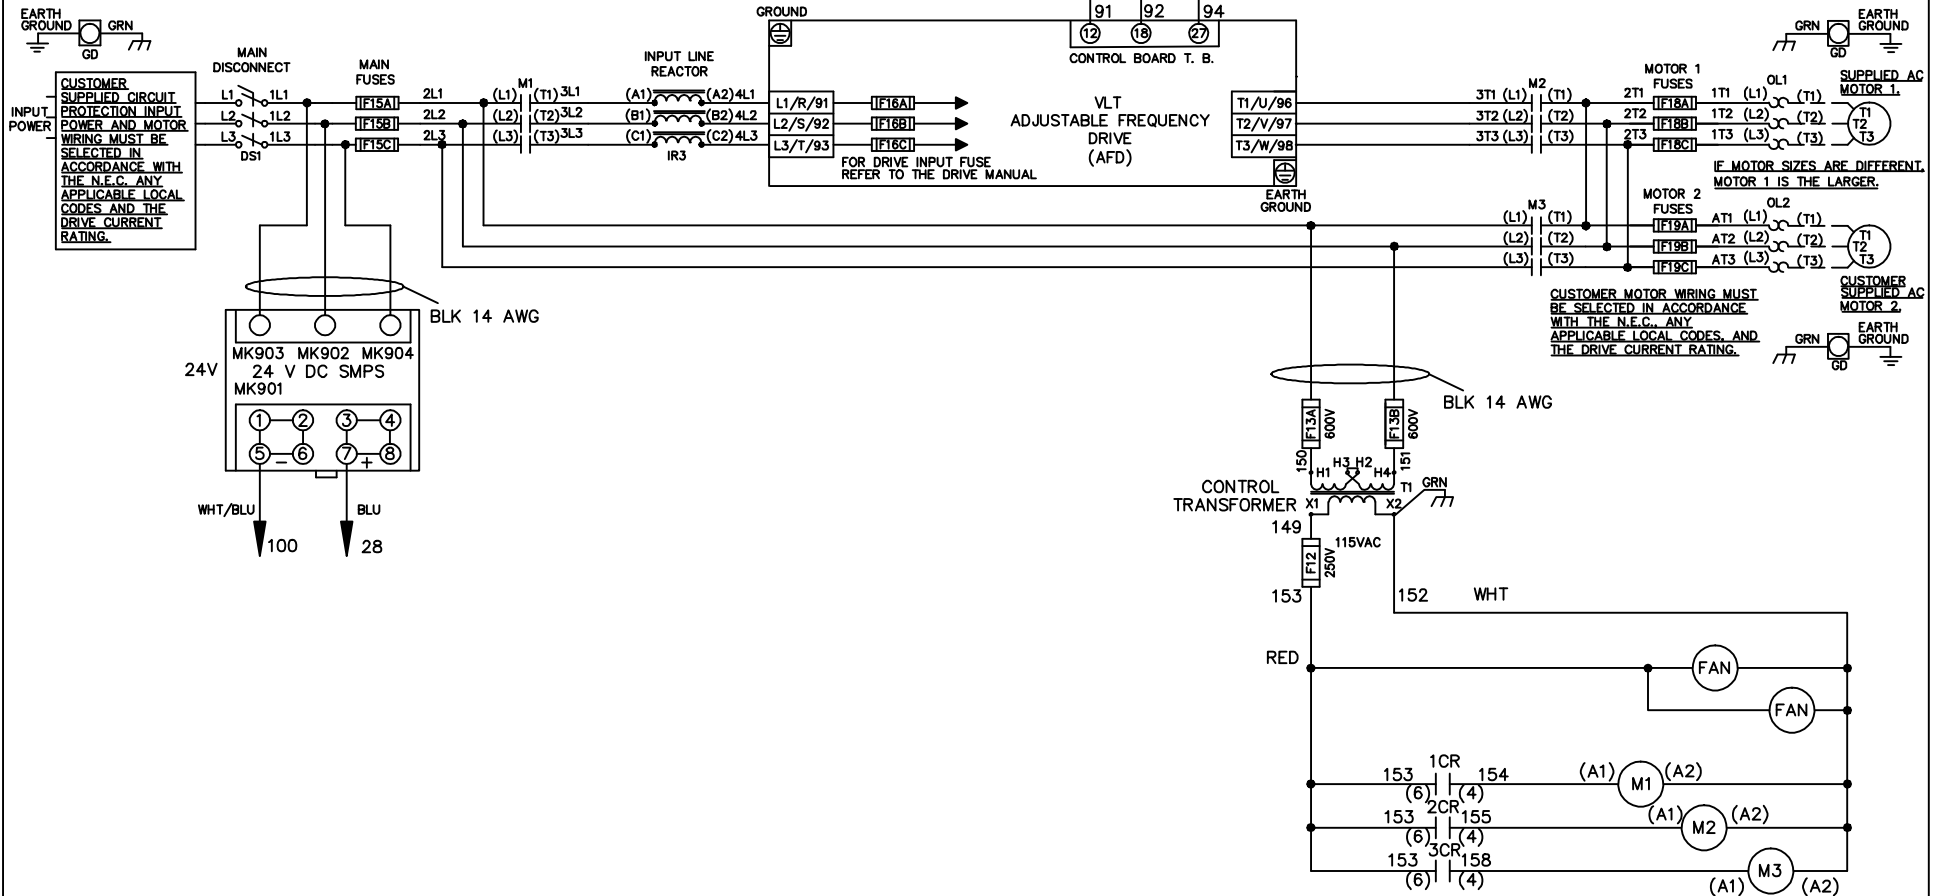 EARTH
GROUND
GRN
GD
MAIN
DISCONNECT
MAIN
FUSES
INPUT LINE
REACTOR
GROUND
91
92
94
12
18
27
CONTROL BOARD T. B.
GRN
EARTH
GROUND
GD
INPUT
POWER
CUSTOMER
SUPPLIED CIRCUIT
PROTECTION INPUT
POWER AND MOTOR
WIRING MUST BE
SELECTED IN
ACCORDANCE WITH
THE N.E.C. ANY
APPLICABLE LOCAL
CODES AND THE
DRIVE CURRENT
RATING.
L1 1L1
L2 1L2
L3 1L3
DS1
F15A
F15B
F15C
2L1
2L2
2L3
M1
(L1) (T1) 3L1
(L2) (T2) 3L2
(L3) (T3) 3L3
(A1) (A2) 4L1
(B1) (B2) 4L2
(C1) (C2) 4L3
IR3
L1/R/91
L2/S/92
L3/T/93
F16A
F16B
F16C
FOR DRIVE INPUT FUSE
REFER TO THE DRIVE MANUAL
VLT
ADJUSTABLE FREQUENCY
DRIVE
(AFD)
T1/U/96
T2/V/97
T3/W/98
EARTH
GROUND
M2
3T1 (L1) (T1)
3T2 (L2) (T2)
3T3 (L3) (T3)
MOTOR 1
FUSES
2T1 F18A 1T1
2T2 F18B 1T2
2T3 F18C 1T3
OL1
(L1) (T1)
(L2) (T2)
(L3) (T3)
SUPPLIED AC
MOTOR 1.
T1
T2
T3
IF MOTOR SIZES ARE DIFFERENT,
MOTOR 1 IS THE LARGER.
M3
(L1) (T1)
(L2) (T2)
(L3) (T3)
MOTOR 2
FUSES
F19A AT1
F19B AT2
F19C AT3
OL2
(L1) (T1)
(L2) (T2)
(L3) (T3)
T1
T2
T3
CUSTOMER
SUPPLIED AC
MOTOR 2.
CUSTOMER MOTOR WIRING MUST
BE SELECTED IN ACCORDANCE
WITH THE N.E.C., ANY
APPLICABLE LOCAL CODES, AND
THE DRIVE CURRENT RATING.
GRN
EARTH
GROUND
GD
BLK 14 AWG
MK903 MK902 MK904
24V
24 V DC SMPS
MK901
1 2 3 4
5 - 6 7 + 8
WHT/BLU
BLU
100
28
BLK 14 AWG
F13A
600V
F13B
600V
150
151
H1 H3 H2 H4
T1
GRN
CONTROL
TRANSFORMER
X1
X2
149
115VAC
F12
250V
153
152
WHT
RED
FAN
FAN
1CR
153 154
(6) (4)
(A1) M1 (A2)
2CR
153 155
(6) (4)
(A1) M2 (A2)
3CR
153 158
(6) (4)
(A1) M3 (A2)